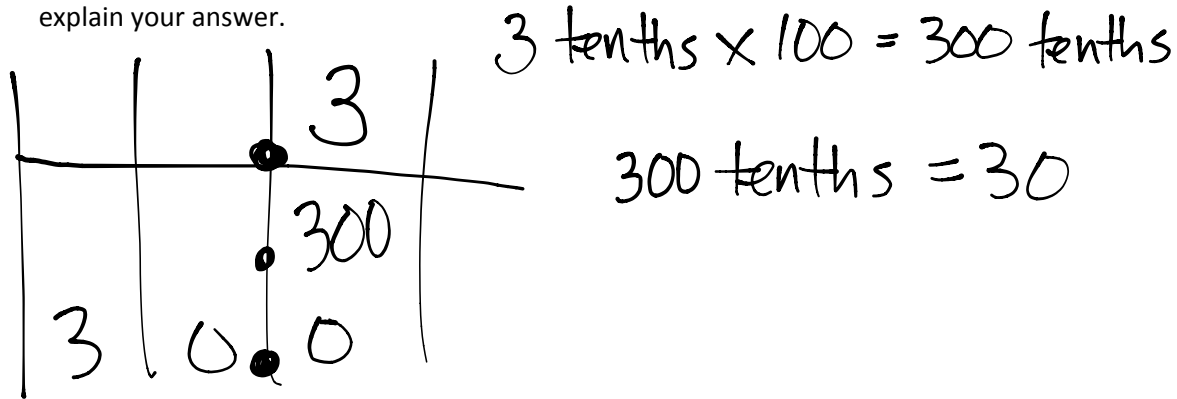 explain your answer.
3 tenths × 100 = 300 tenths
3
300 tenths = 30
. 300
3 0 . 0